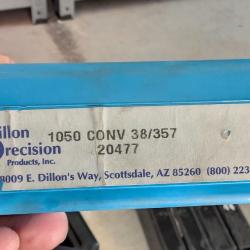 illon
recision
Products, Inc.
1050 CONV 38/357
20477
8009 E. Dillon's Way, Scottsdale, AZ 85260 (800) 223